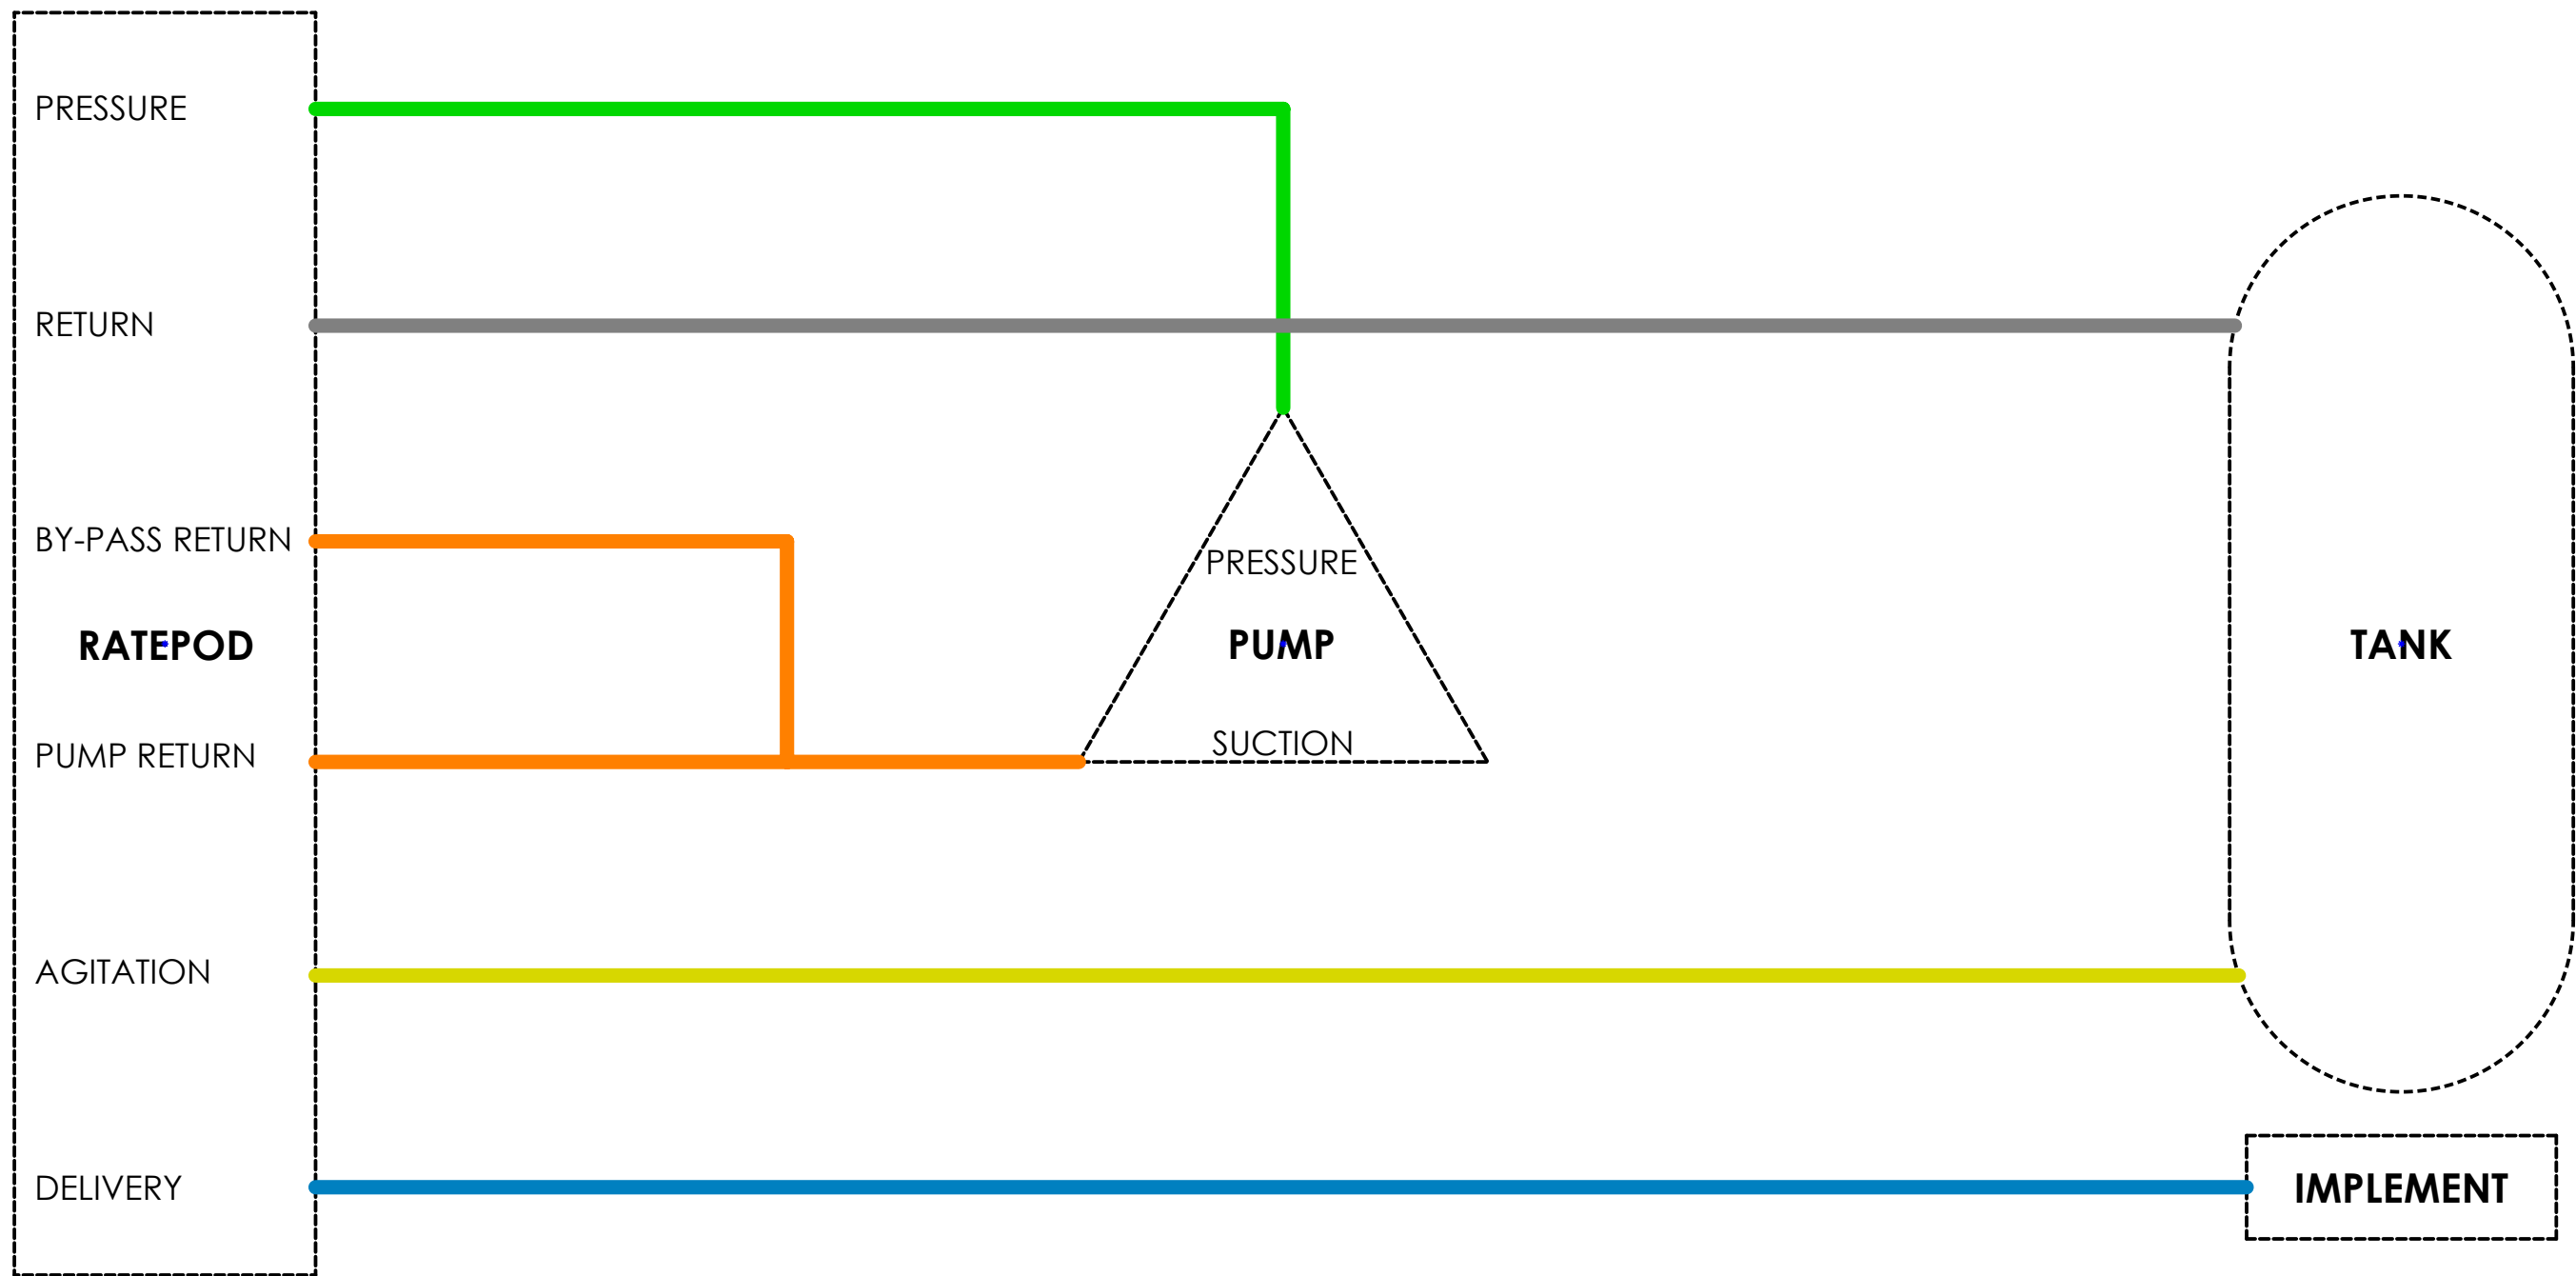 PRESSURE
RETURN
BY-PASS RETURN
PRESSURE
RATEPOD
PUMP
TANK
SUCTION
PUMP RETURN
AGITATION
DELIVERY
IMPLEMENT